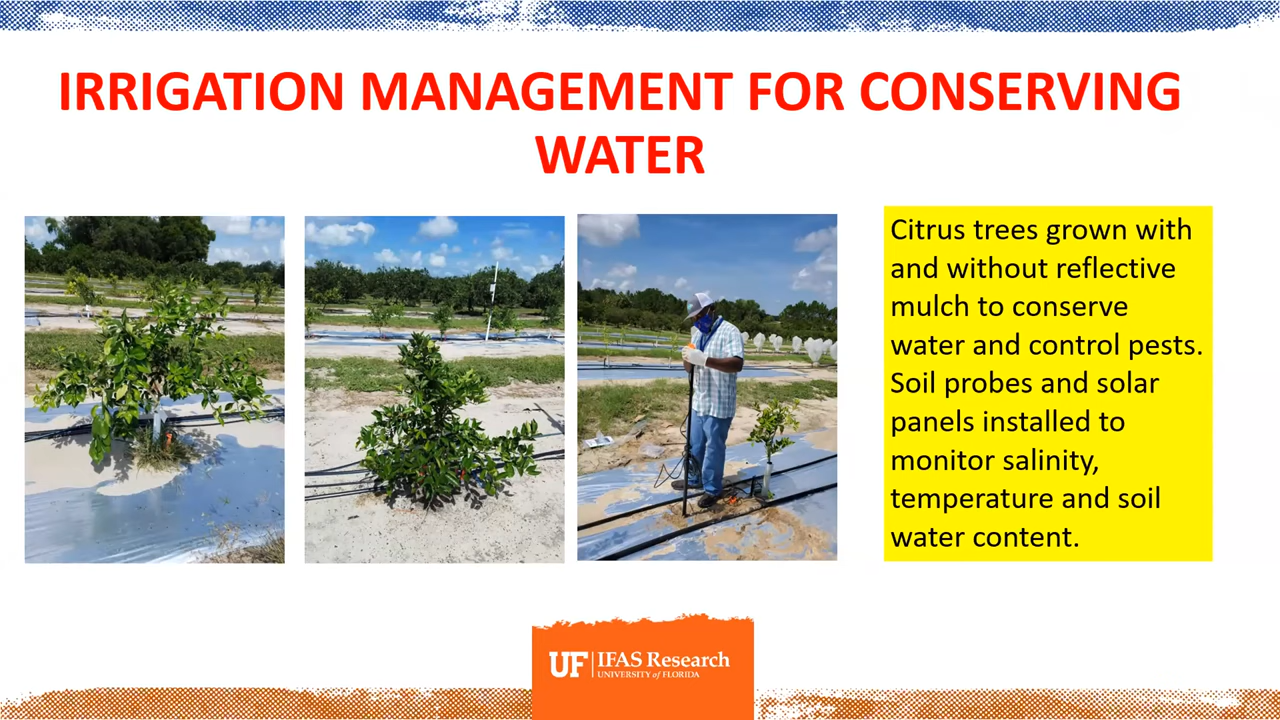 IRRIGATION MANAGEMENT FOR CONSERVING
WATER
Citrus trees grown with
and without reflective
mulch to conserve
water and control pests.
Soil probes and solar
panels installed to
monitor salinity,
temperature and soil
water content.
UF IFAS Research
UNIVERSITY of FLORIDA